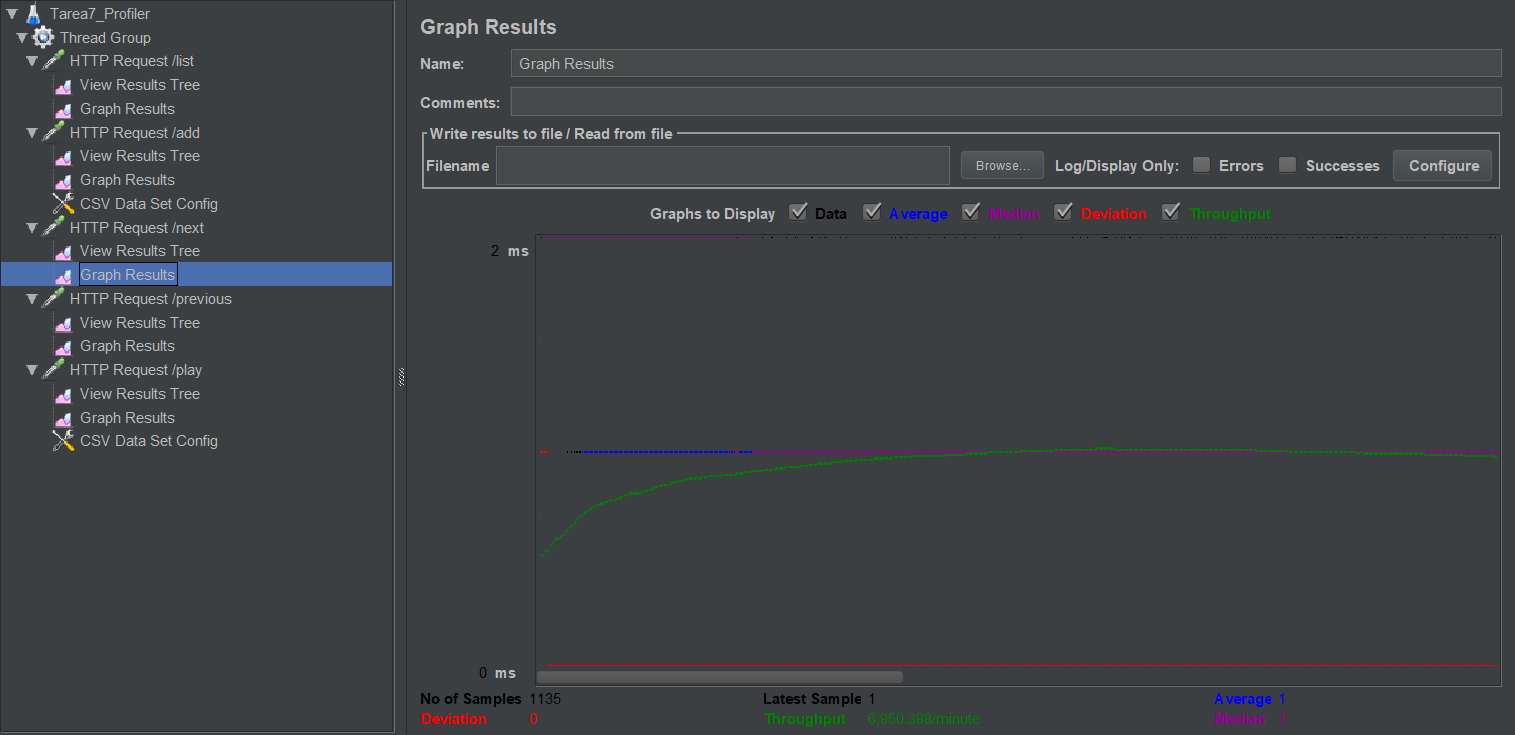 Tarea7_Profiler
Thread Group
HTTP Request /list
View Results Tree
Graph Results
HTTP Request /add
View Results Tree
Graph Results
CSV Data Set Config
HTTP Request /next
View Results Tree
Graph Results
HTTP Request /previous
View Results Tree
Graph Results
HTTP Request /play
View Results Tree
Graph Results
CSV Data Set Config
Graph Results
Name: Graph Results
Comments:
Write results to file / Read from file
Filename Browse... Log/Display Only: Errors Successes Configure
Graphs to Display Data Average Median Deviation Throughput
2 ms
0 ms
No of Samples 1135 Latest Sample 1 Average 1
Deviation 0 Throughput 6,950.398/minute Median 1